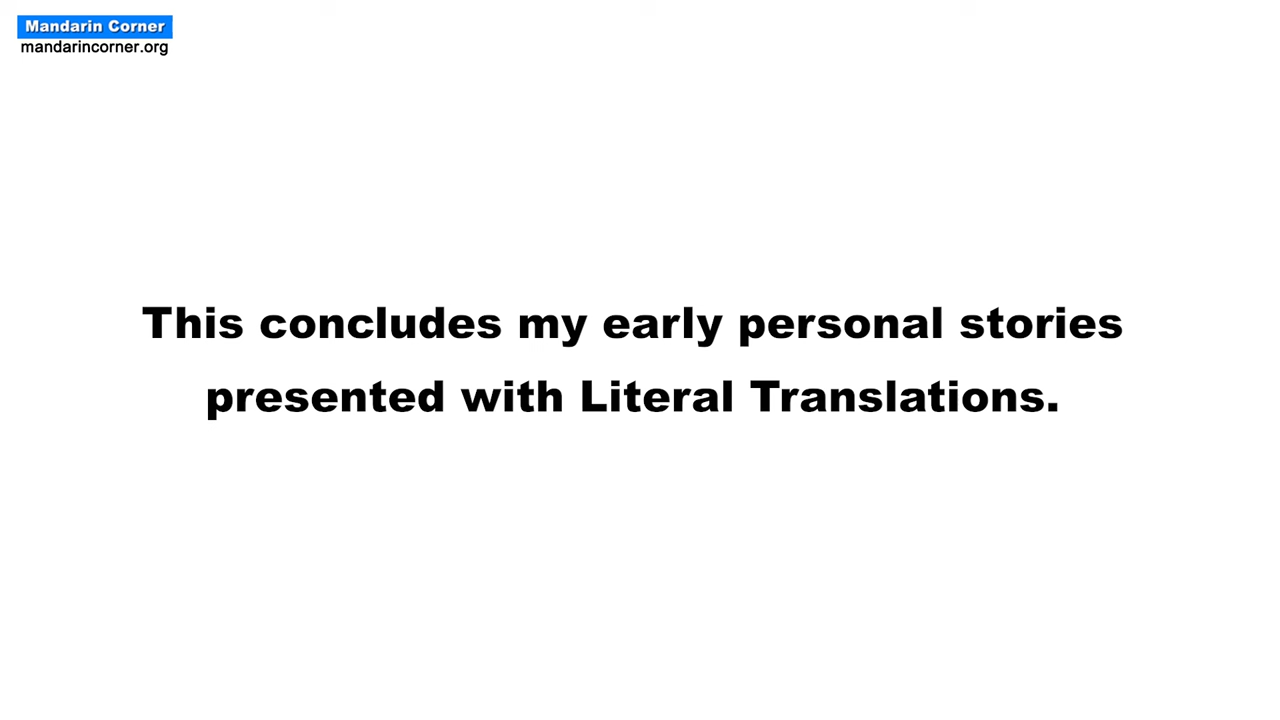 Mandarin Corner
mandarincorner.org
This concludes my early personal stories
presented with Literal Translations.